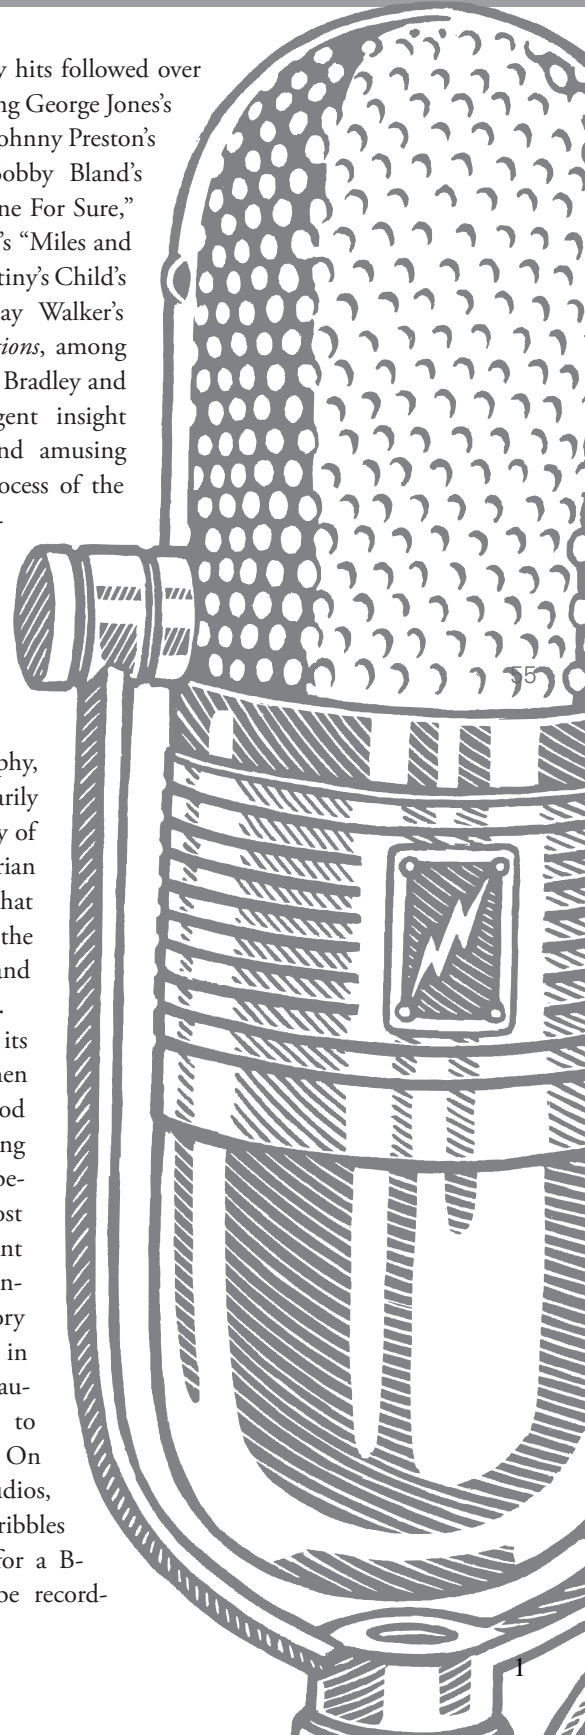 y hits followed over
ng George Jones's
ohnny Preston's
Bobby Bland's
ne For Sure,"
's "Miles and
tiny's Child's
ay Walker's
ions, among
Bradley and
gent insight
nd amusing
ocess of the
-
55
phy,
arily
y of
rian
hat
the
and
.
its
hen
od
ng
be-
ost
nt
n-
ory
in
au-
to
On
dios,
ribbles
for a B-
be record-
1